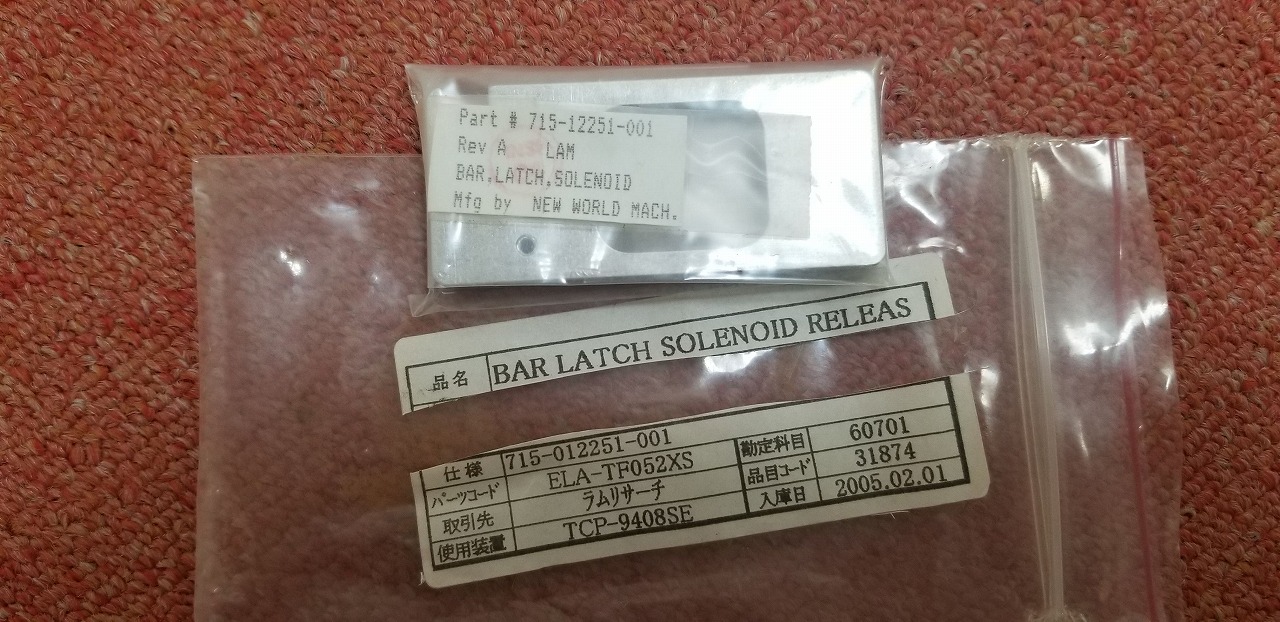 Part # 715-12251-001
Rev A LAM
BAR,LATCH,SOLENOID
Mfg by NEW WORLD MACH.
品名 BAR LATCH SOLENOID RELEAS
仕様 715-012251-001 勘定科目 60701
パーツコード ELA-TF052XS 品目コード 31874
取引先 ラムリサーチ 入庫日 2005.02.01
使用装置 TCP-9408SE